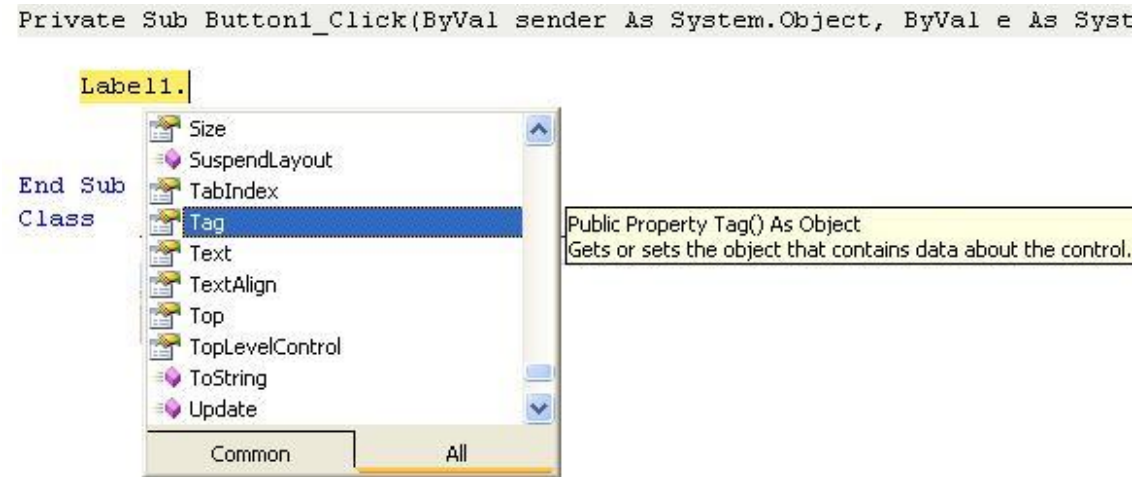 Private Sub Button1_Click(ByVal sender As System.Object, ByVal e As Syst
Label1.
Size
SuspendLayout
End Sub
TabIndex
Class
Tag
Public Property Tag() As Object
Gets or sets the object that contains data about the control.
Text
TextAlign
Top
TopLevelControl
ToString
Update
Common
All